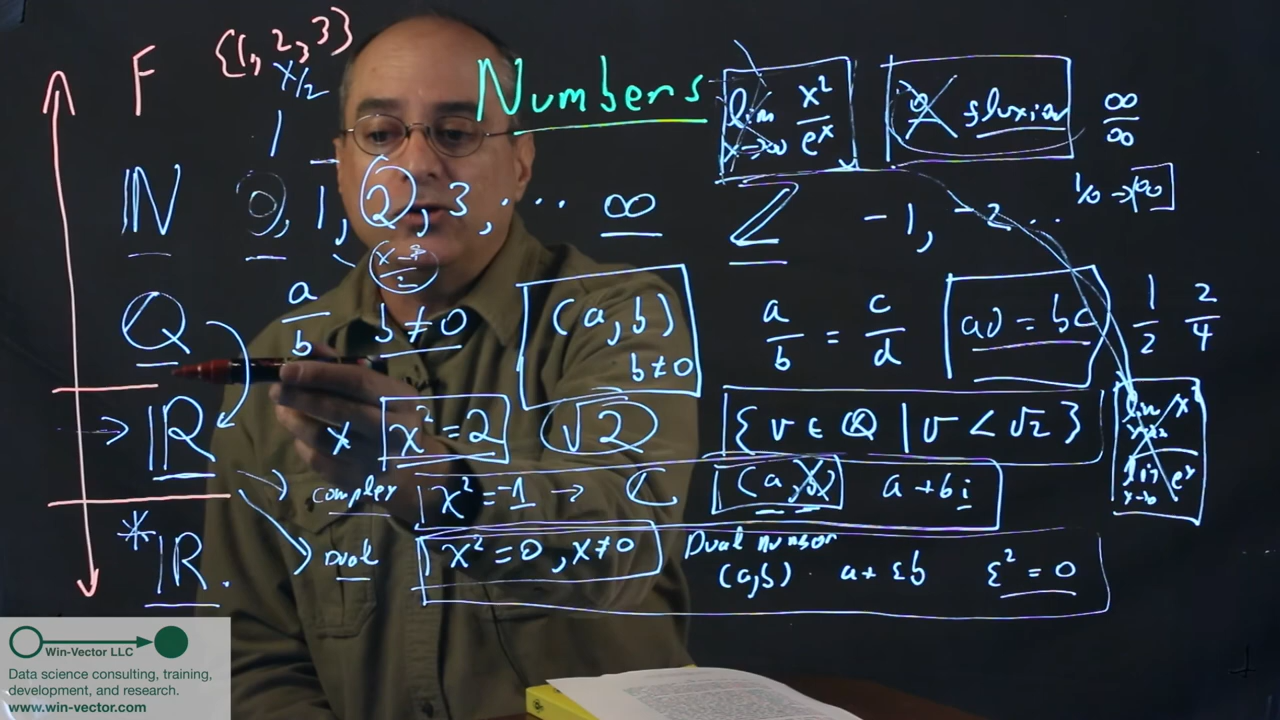 F {1, 2, 3}
x/2
1
Numbers
lim x→∞ x²/eˣ
fluxion
∞/∞
1/0 → ∞
ℕ 0, 1, 2, 3, ... ∞
ℤ -1, -2 ...
ℚ a/b b ≠ 0
(a, b)
b≠0
a/b = c/d
ad = bc
1/2 2/4
→ ℝ x x² = 2 √2
{v ∈ ℚ | v < √2}
complex x² = -1 → ℂ (a, b) a + bi
*ℝ.
Dual x² = 0, x≠0
Dual number
(a,b) a + εb ε² = 0
Win-Vector LLC
Data science consulting, training,
development, and research.
www.win-vector.com